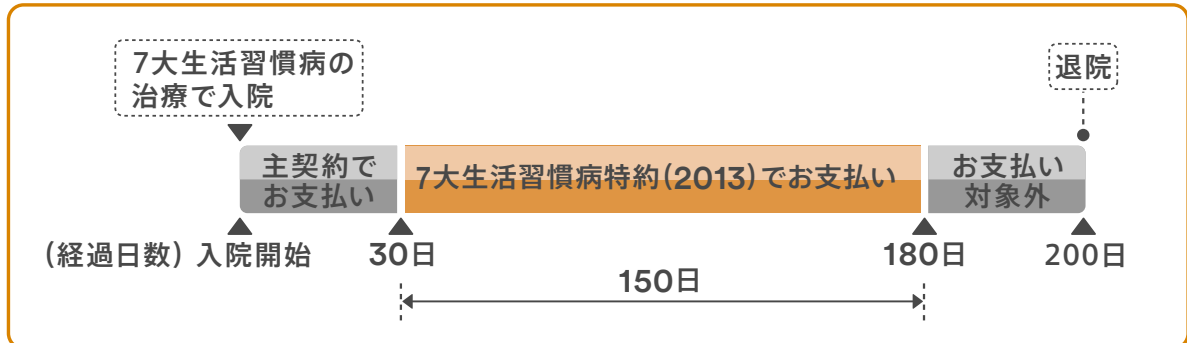 7大生活習慣病の
治療で入院
退院
主契約で
お支払い
7大生活習慣病特約(2013)でお支払い
お支払い
対象外
(経過日数) 入院開始
30日
180日
200日
150日